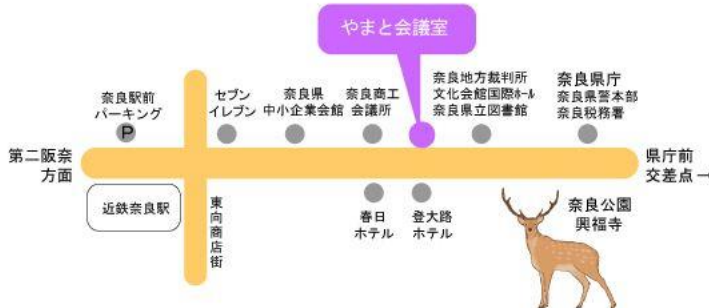 やまと会議室
奈良駅前
パーキング
P
セブン
イレブン
奈良県
中小企業会館
奈良商工
会議所
奈良地方裁判所
文化会館国際ホール
奈良県立図書館
奈良県庁
奈良県警本部
奈良税務署
第二阪奈
方面
県庁前
交差点→
近鉄奈良駅
東向商店街
春日
ホテル
登大路
ホテル
奈良公園
興福寺